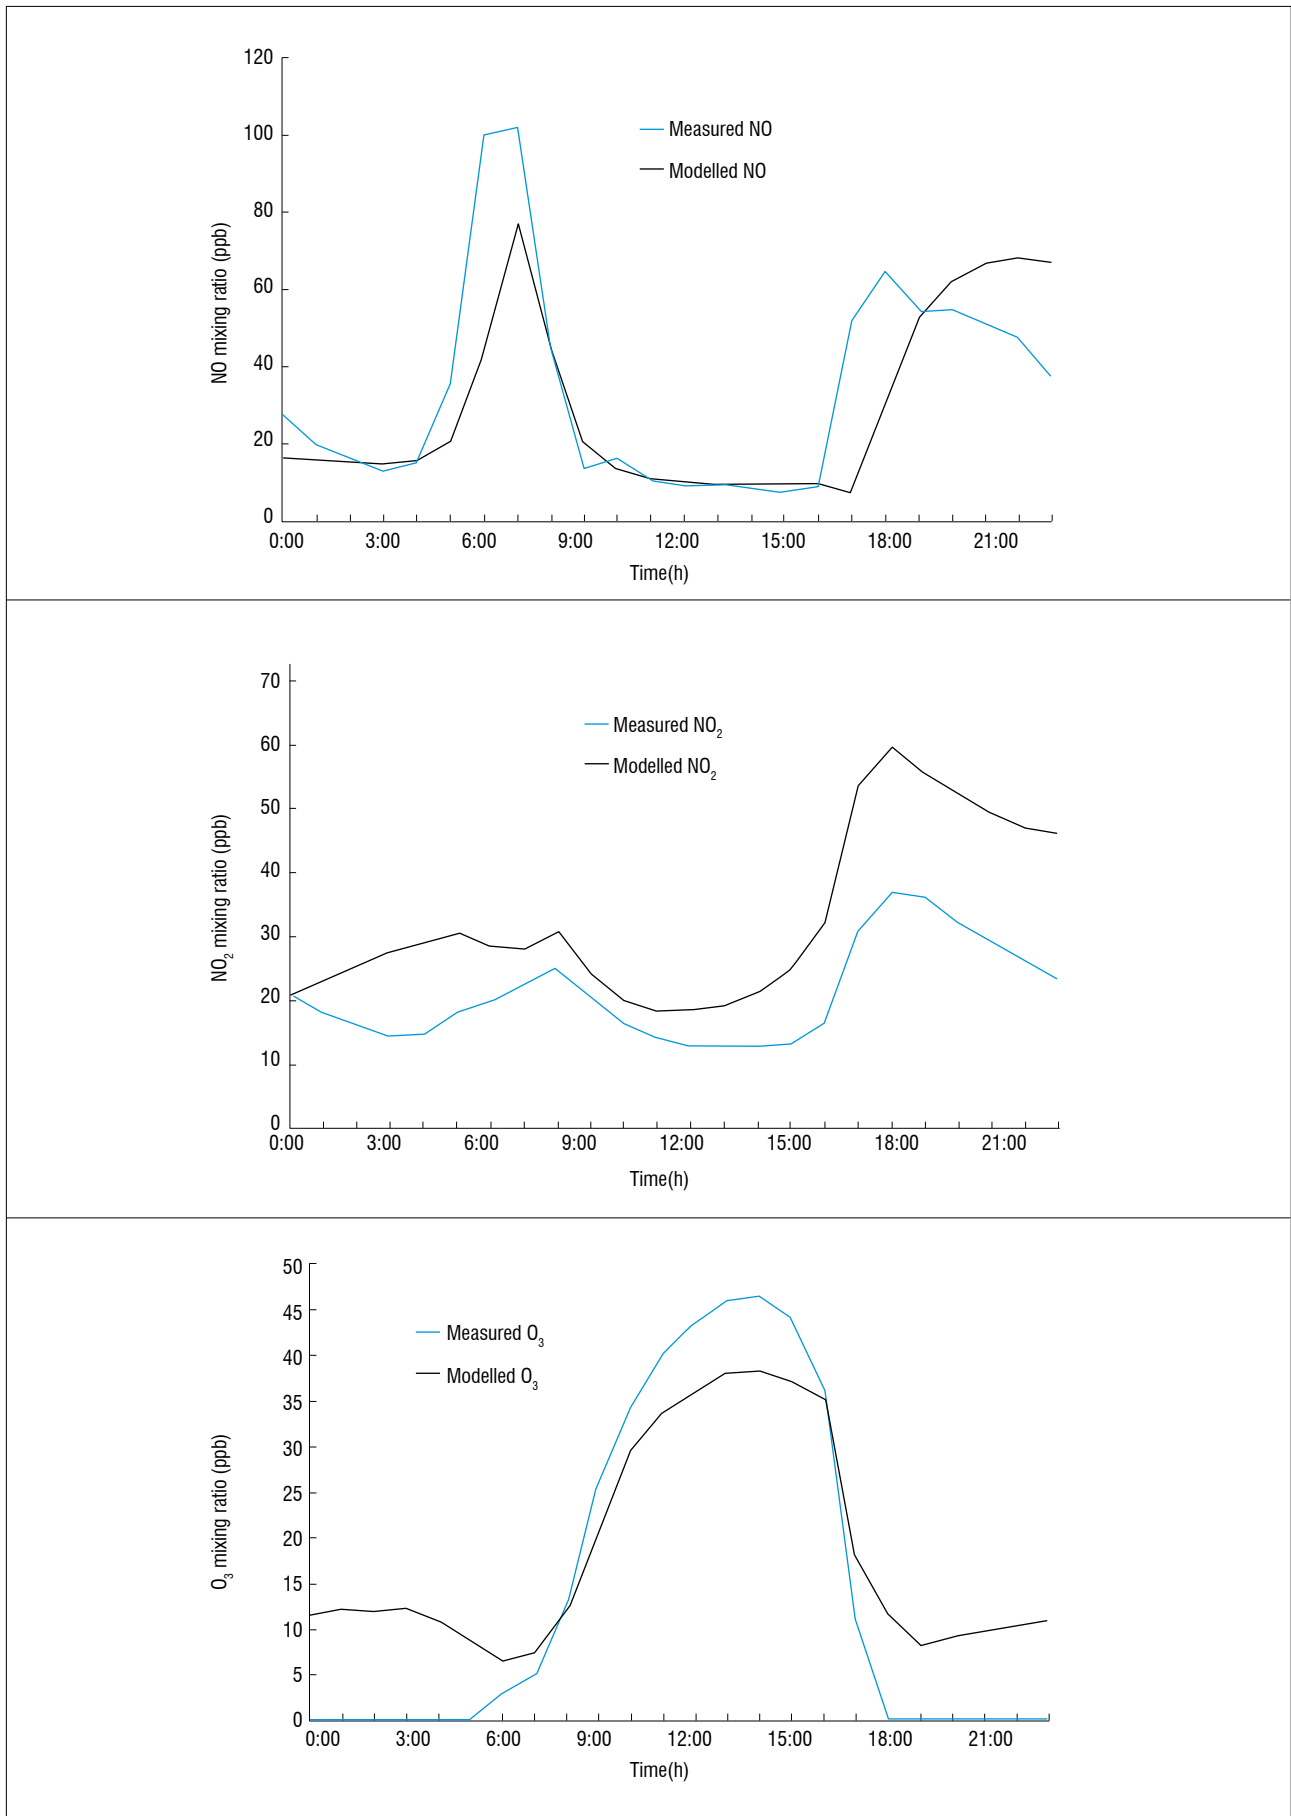 120
100
80
60
40
20
0
NO mixing ratio (ppb)
Measured NO
Modelled NO
0:00 3:00 6:00 9:00 12:00 15:00 18:00 21:00
Time(h)
70
60
50
40
30
20
10
0
NO₂ mixing ratio (ppb)
Measured NO₂
Modelled NO₂
0:00 3:00 6:00 9:00 12:00 15:00 18:00 21:00
Time(h)
50
45
40
35
30
25
20
15
10
5
0
O₃ mixing ratio (ppb)
Measured O₃
Modelled O₃
0:00 3:00 6:00 9:00 12:00 15:00 18:00 21:00
Time(h)